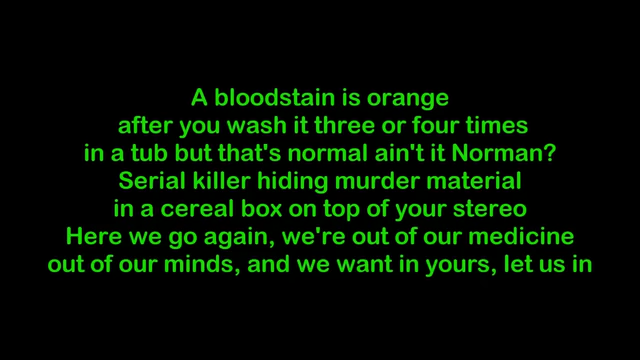 A bloodstain is orange
after you wash it three or four times
in a tub but that's normal ain't it Norman?
Serial killer hiding murder material
in a cereal box on top of your stereo
Here we go again, we're out of our medicine
out of our minds, and we want in yours, let us in